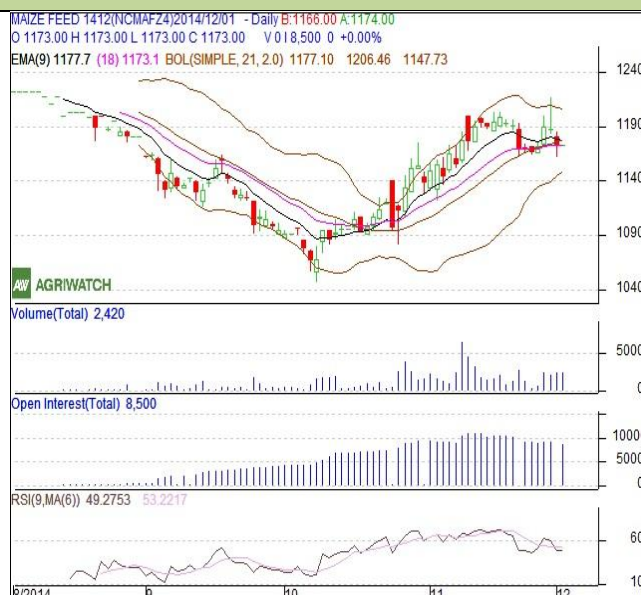 MAIZE FEED 1412(NCMAFZ4)2014/12/01 - Daily B:1166.00 A:1174.00
O 1173.00 H 1173.00 L 1173.00 C 1173.00 V 0 I 8,500 0 +0.00%
EMA(9) 1177.7 (18) 1173.1 BOL(SIMPLE, 21, 2.0) 1177.10 1206.46 1147.73
1240
1190
1140
1090
1040
AW AGRIWATCH
Volume(Total) 2,420
5000
0
Open Interest(Total) 8,500
10000
5000
0
RSI(9,MA(6)) 49.2753 53.2217
60
10
8/2014 9 10 11 12